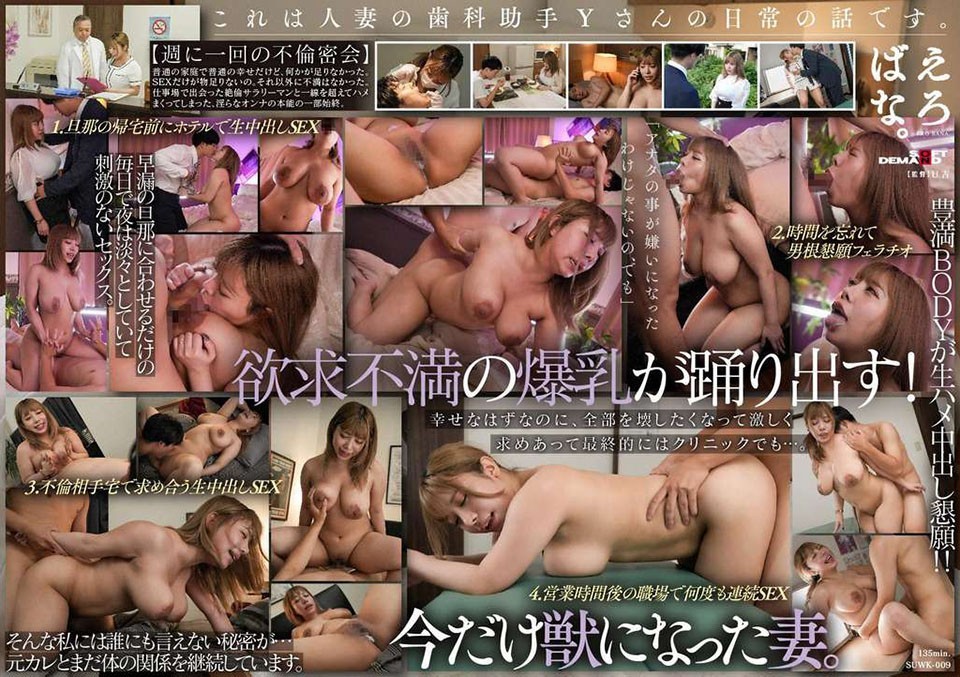 これは人妻の歯科助手Yさんの日常の話です。
【週に一回の不倫密会】
普通の家庭で普通の幸せだけど、何かが足りなかった。
SEXだけが物足りないの。それ以外に不満はなかった。
仕事場で出会った絶倫サラリーマンと一線を超えてハメ
まくってしまった、淫らなオンナの本能の一部始終。
えろ
ばな。
【監督】U吉
1.旦那の帰宅前にホテルで生中出しSEX
早漏の旦那に合わせるだけの
毎日で夜は淡々としていて
刺激のないセックス。
「アナタの事が嫌いになった
わけじゃないの、でも」
2.時間を忘れて
男根懇願フェラチオ
豊満BODYが生ハメ中出し懇願!!
欲求不満の爆乳が踊り出す!
幸せなはずなのに、全部を壊したくなって激しく
求めあって最終的にはクリニックでも…。
3.不倫相手宅で求め合う生中出しSEX
4.営業時間後の職場で何度も連続SEX
そんな私には誰にも言えない秘密が…
元カレとまだ体の関係を継続しています。
今だけ獣になった妻。
135min.
SUWK-009